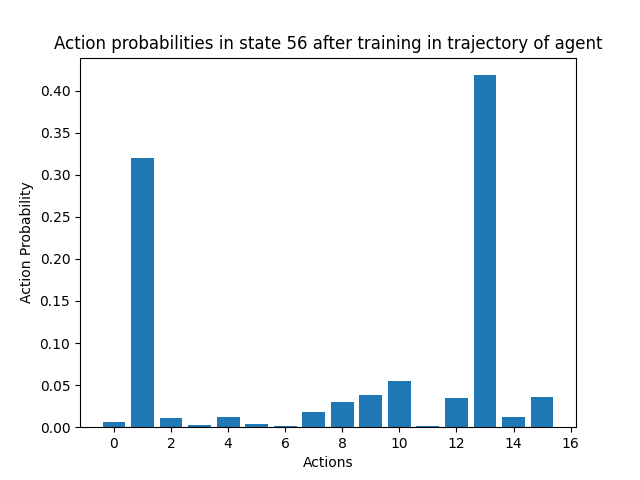 Action probabilities in state 56 after training in trajectory of agent
0.40
0.35
0.30
0.25
0.20
0.15
0.10
0.05
0.00
Action Probability
0 2 4 6 8 10 12 14 16
Actions